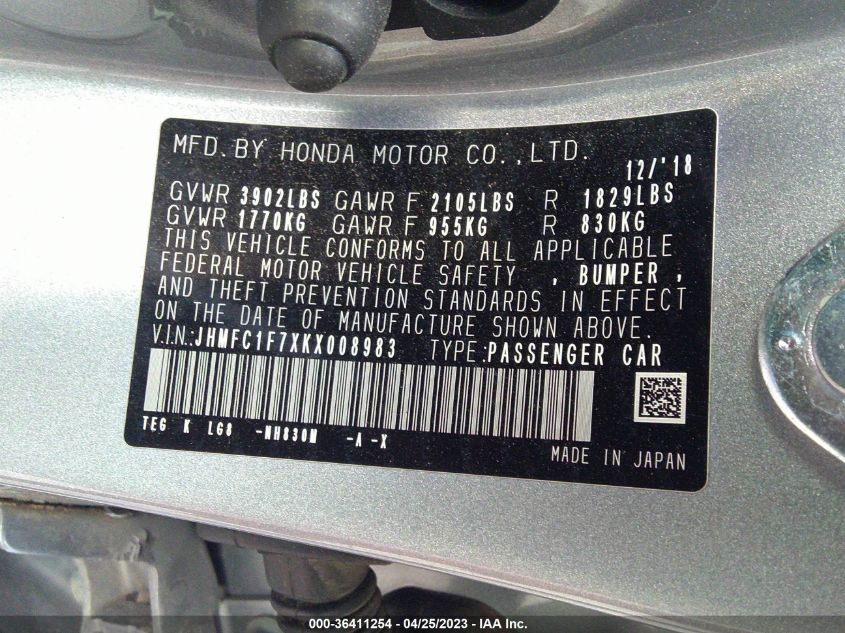 MFD. BY HONDA MOTOR CO., LTD.
12/'18
GVWR 3902LBS GAWR F 2105LBS R 1829LBS
GVWR 1770KG GAWR F 955KG R 830KG
THIS VEHICLE CONFORMS TO ALL APPLICABLE
FEDERAL MOTOR VEHICLE SAFETY , BUMPER ,
AND THEFT PREVENTION STANDARDS IN EFFECT
ON THE DATE OF MANUFACTURE SHOWN ABOVE.
V.I.N.: JHMFC1F7XKX008983 TYPE: PASSENGER CAR
TEG K LG8 -NH830M -A -X
MADE IN JAPAN
000-36411254 - 04/25/2023 - IAA Inc.